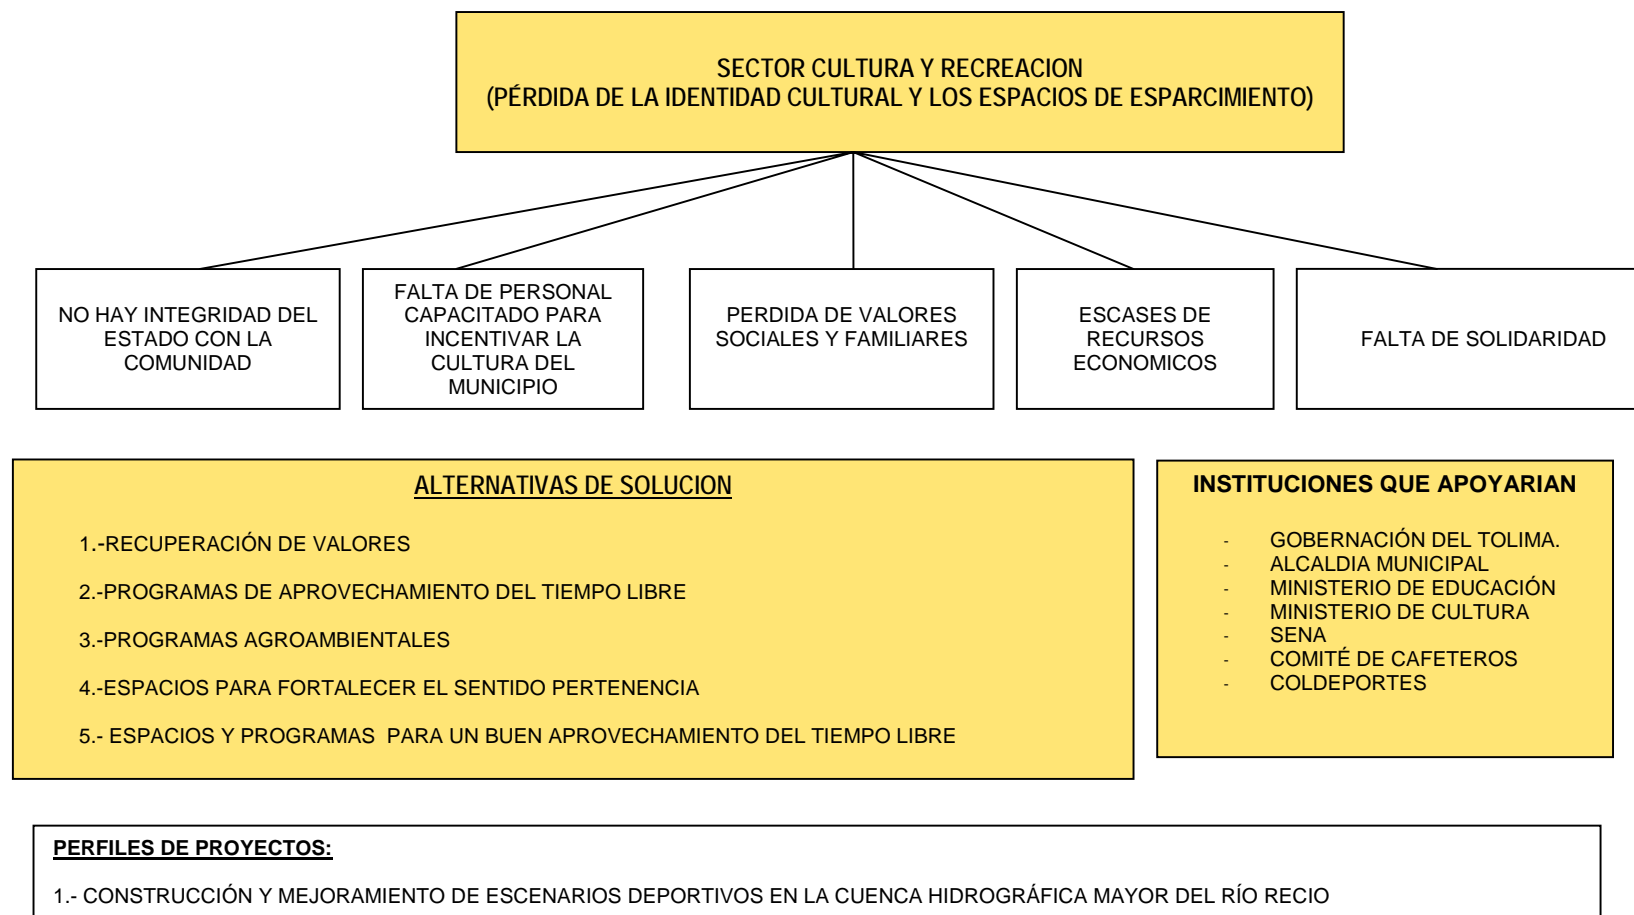 SECTOR CULTURA Y RECREACION
(PÉRDIDA DE LA IDENTIDAD CULTURAL Y LOS ESPACIOS DE ESPARCIMIENTO)
NO HAY INTEGRIDAD DEL
ESTADO CON LA
COMUNIDAD
FALTA DE PERSONAL
CAPACITADO PARA
INCENTIVAR LA
CULTURA DEL
MUNICIPIO
PERDIDA DE VALORES
SOCIALES Y FAMILIARES
ESCASES DE
RECURSOS
ECONOMICOS
FALTA DE SOLIDARIDAD
ALTERNATIVAS DE SOLUCION
1.-RECUPERACIÓN DE VALORES
2.-PROGRAMAS DE APROVECHAMIENTO DEL TIEMPO LIBRE
3.-PROGRAMAS AGROAMBIENTALES
4.-ESPACIOS PARA FORTALECER EL SENTIDO PERTENENCIA
5.- ESPACIOS Y PROGRAMAS  PARA UN BUEN APROVECHAMIENTO DEL TIEMPO LIBRE
INSTITUCIONES QUE APOYARIAN
- GOBERNACIÓN DEL TOLIMA.
- ALCALDIA MUNICIPAL
- MINISTERIO DE EDUCACIÓN
- MINISTERIO DE CULTURA
- SENA
- COMITÉ DE CAFETEROS
- COLDEPORTES
PERFILES DE PROYECTOS:
1.- CONSTRUCCIÓN Y MEJORAMIENTO DE ESCENARIOS DEPORTIVOS EN LA CUENCA HIDROGRÁFICA MAYOR DEL RÍO RECIO